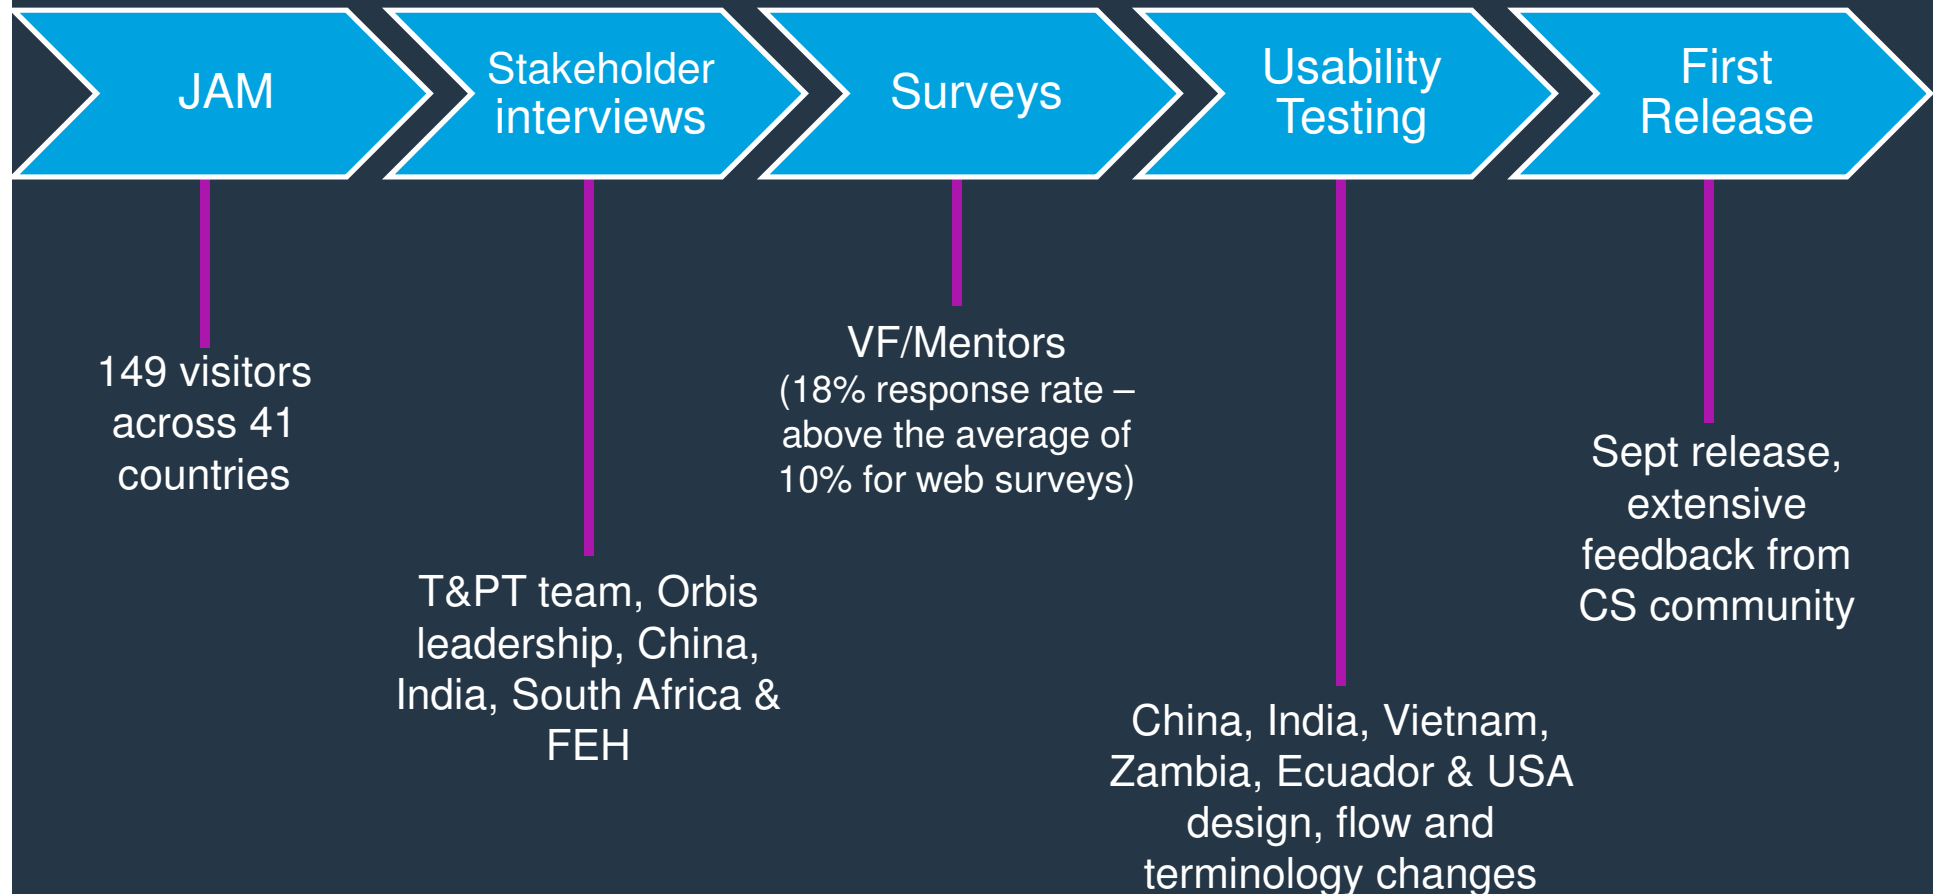 JAM
Stakeholder
interviews
Surveys
Usability
Testing
First
Release
149 visitors
across 41
countries
T&PT team, Orbis
leadership, China,
India, South Africa &
FEH
VF/Mentors
(18% response rate –
above the average of
10% for web surveys)
China, India, Vietnam,
Zambia, Ecuador & USA
design, flow and
terminology changes
Sept release,
extensive
feedback from
CS community